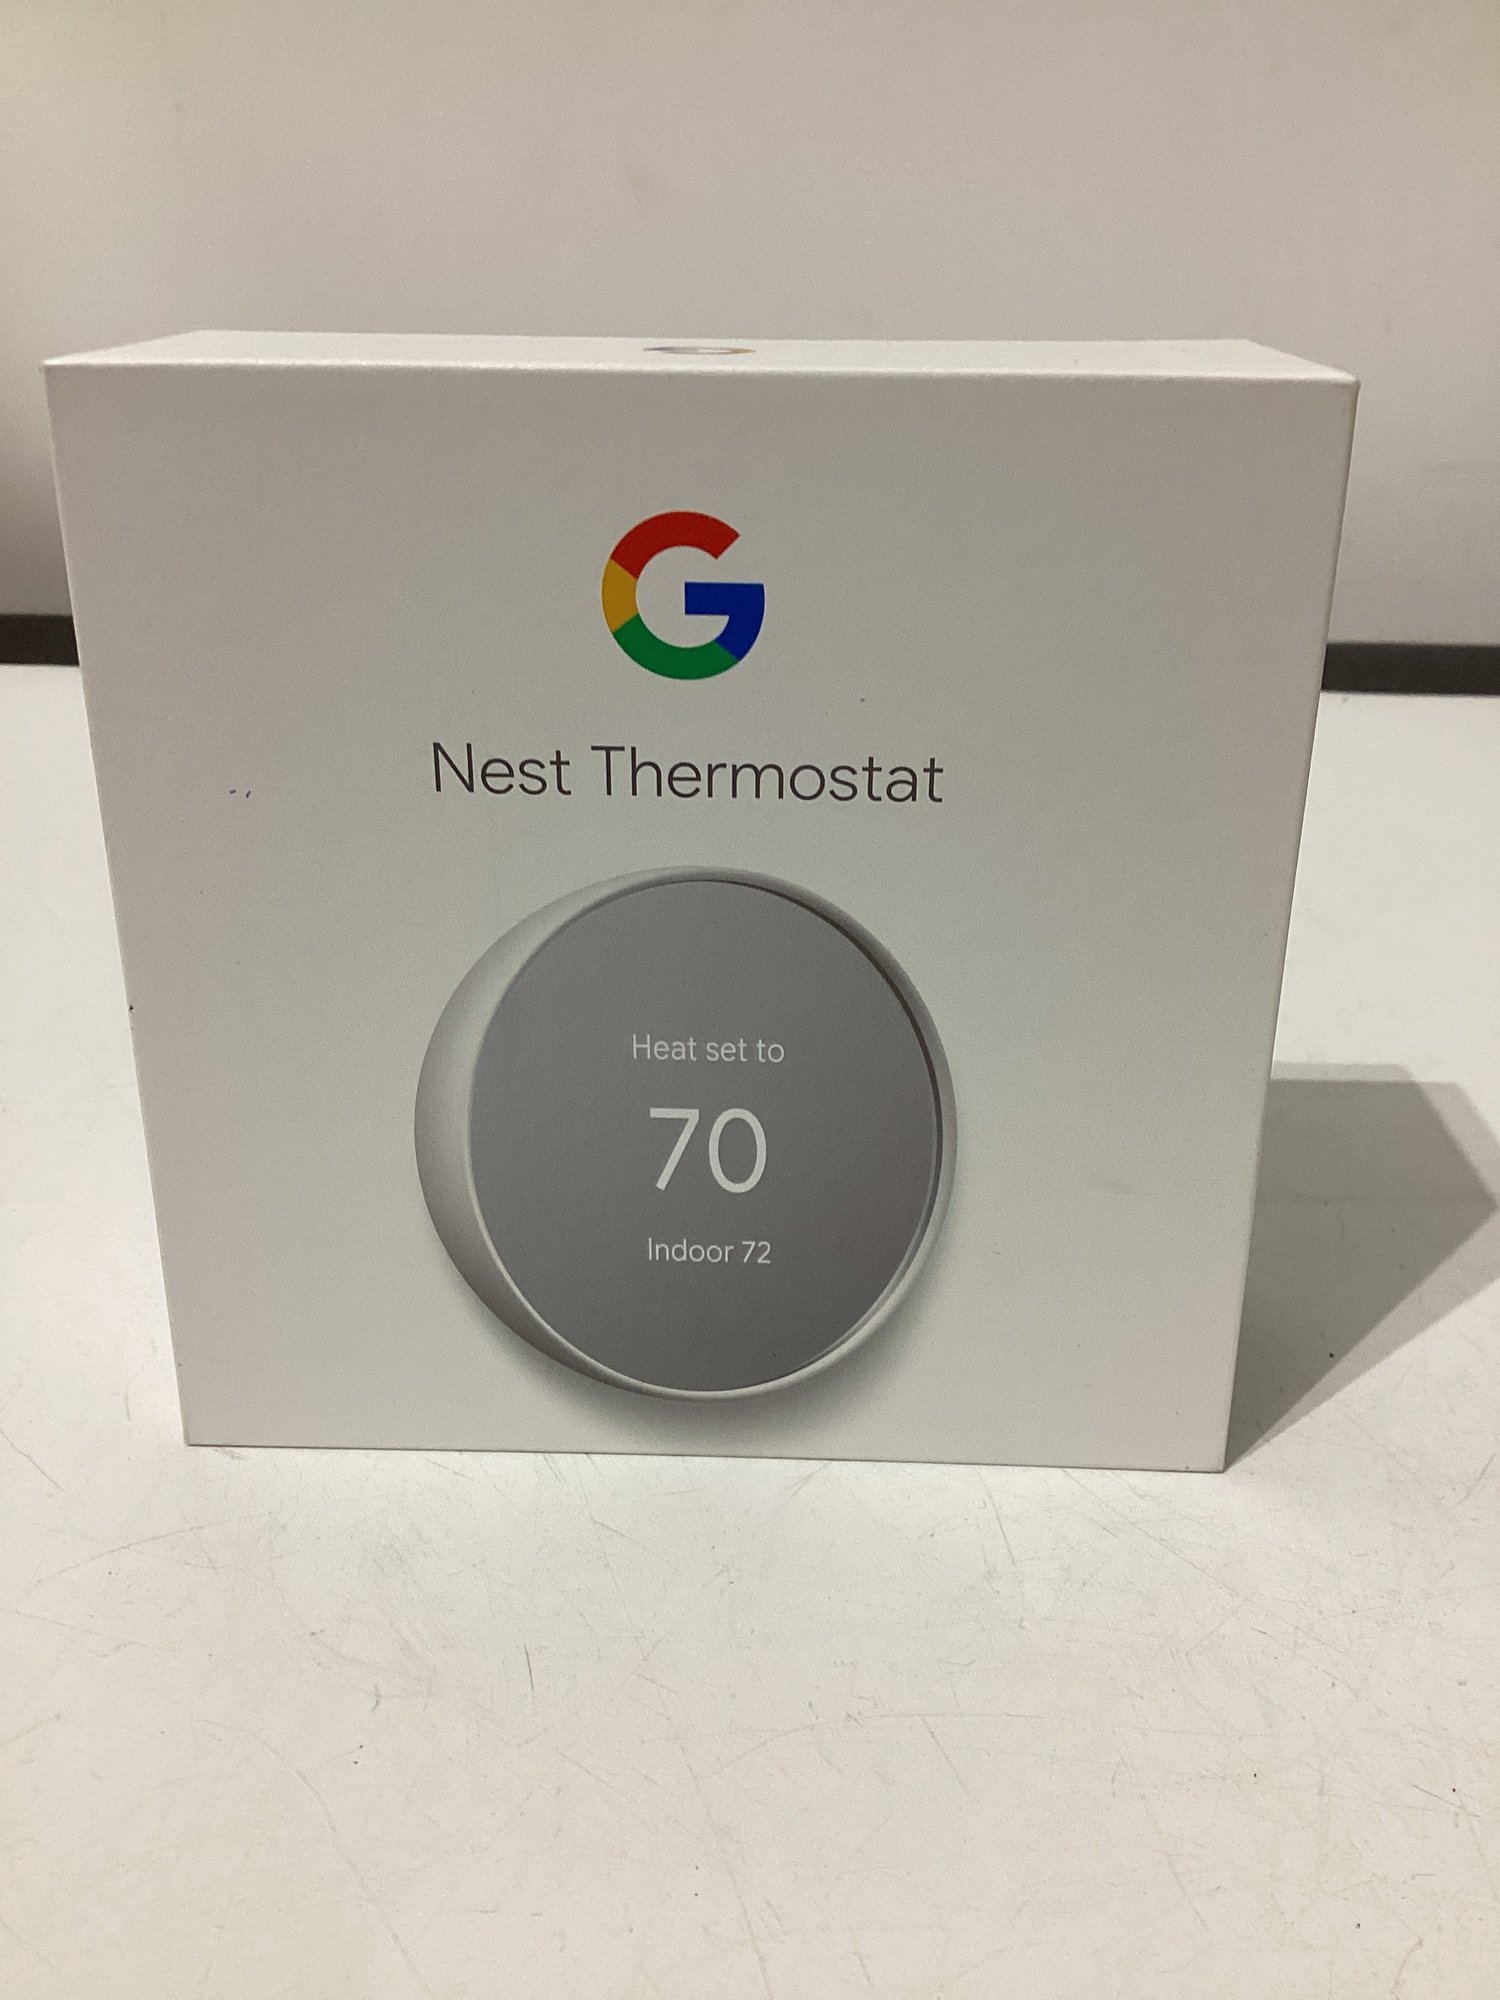 G
Nest Thermostat
Heat set to
70
Indoor 72